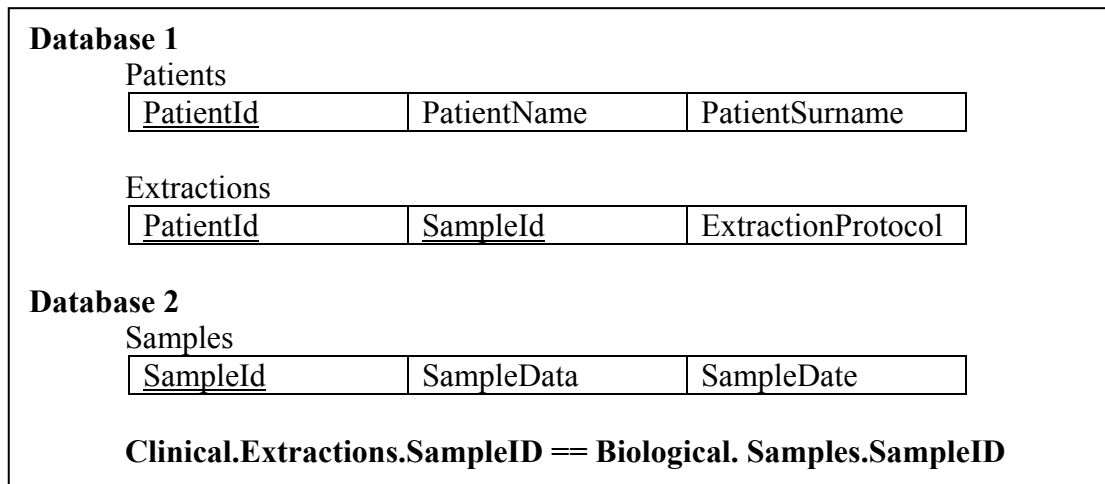 Database 1
Patients
PatientId PatientName PatientSurname
Extractions
PatientId SampleId ExtractionProtocol
Database 2
Samples
SampleId SampleData SampleDate
Clinical.Extractions.SampleID == Biological. Samples.SampleID